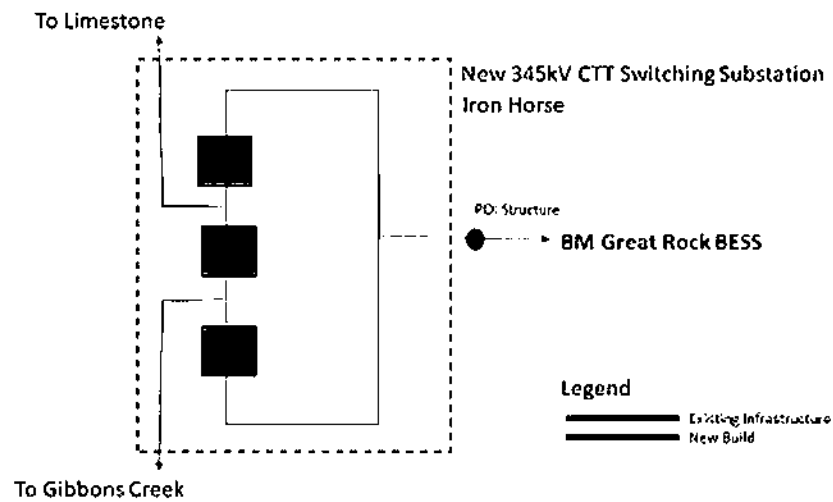 To Limestone
New 345kV CTT Switching Substation
Iron Horse
POI Structure
BM Great Rock BESS
Legend
Existing Infrastructure
New Build
To Gibbons Creek